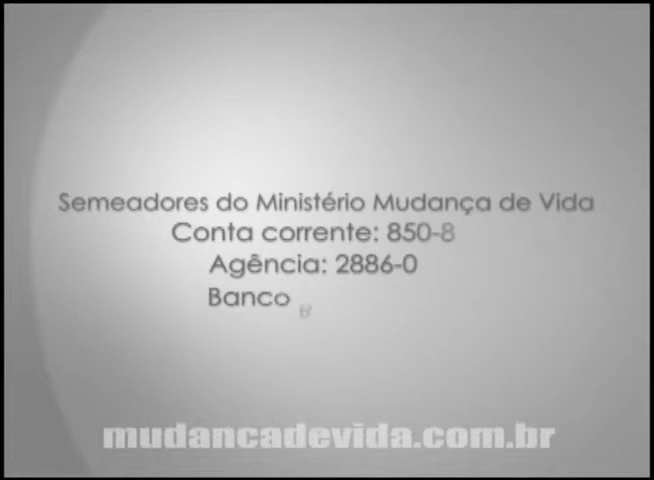 Semeadores do Ministério Mudança de Vida
Conta corrente: 850-8
Agência: 2886-0
Banco
mudancadevida.com.br